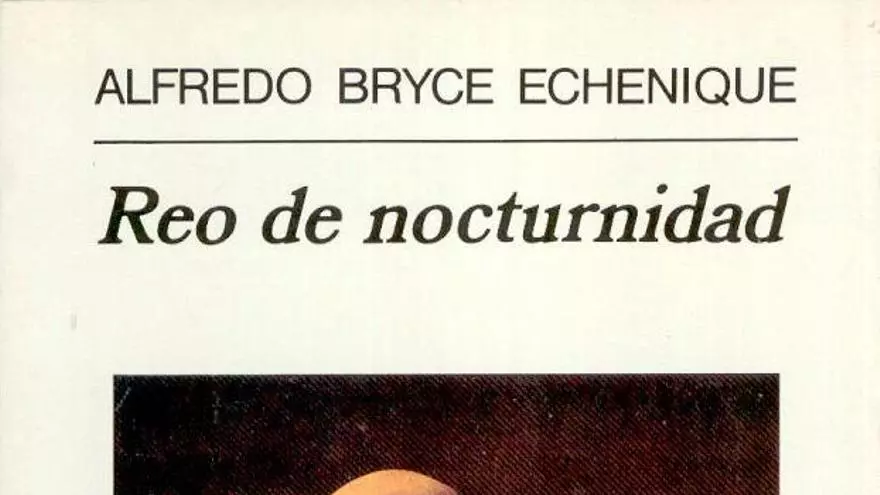 ALFREDO BRYCE ECHENIQUE
Reo de nocturnidad